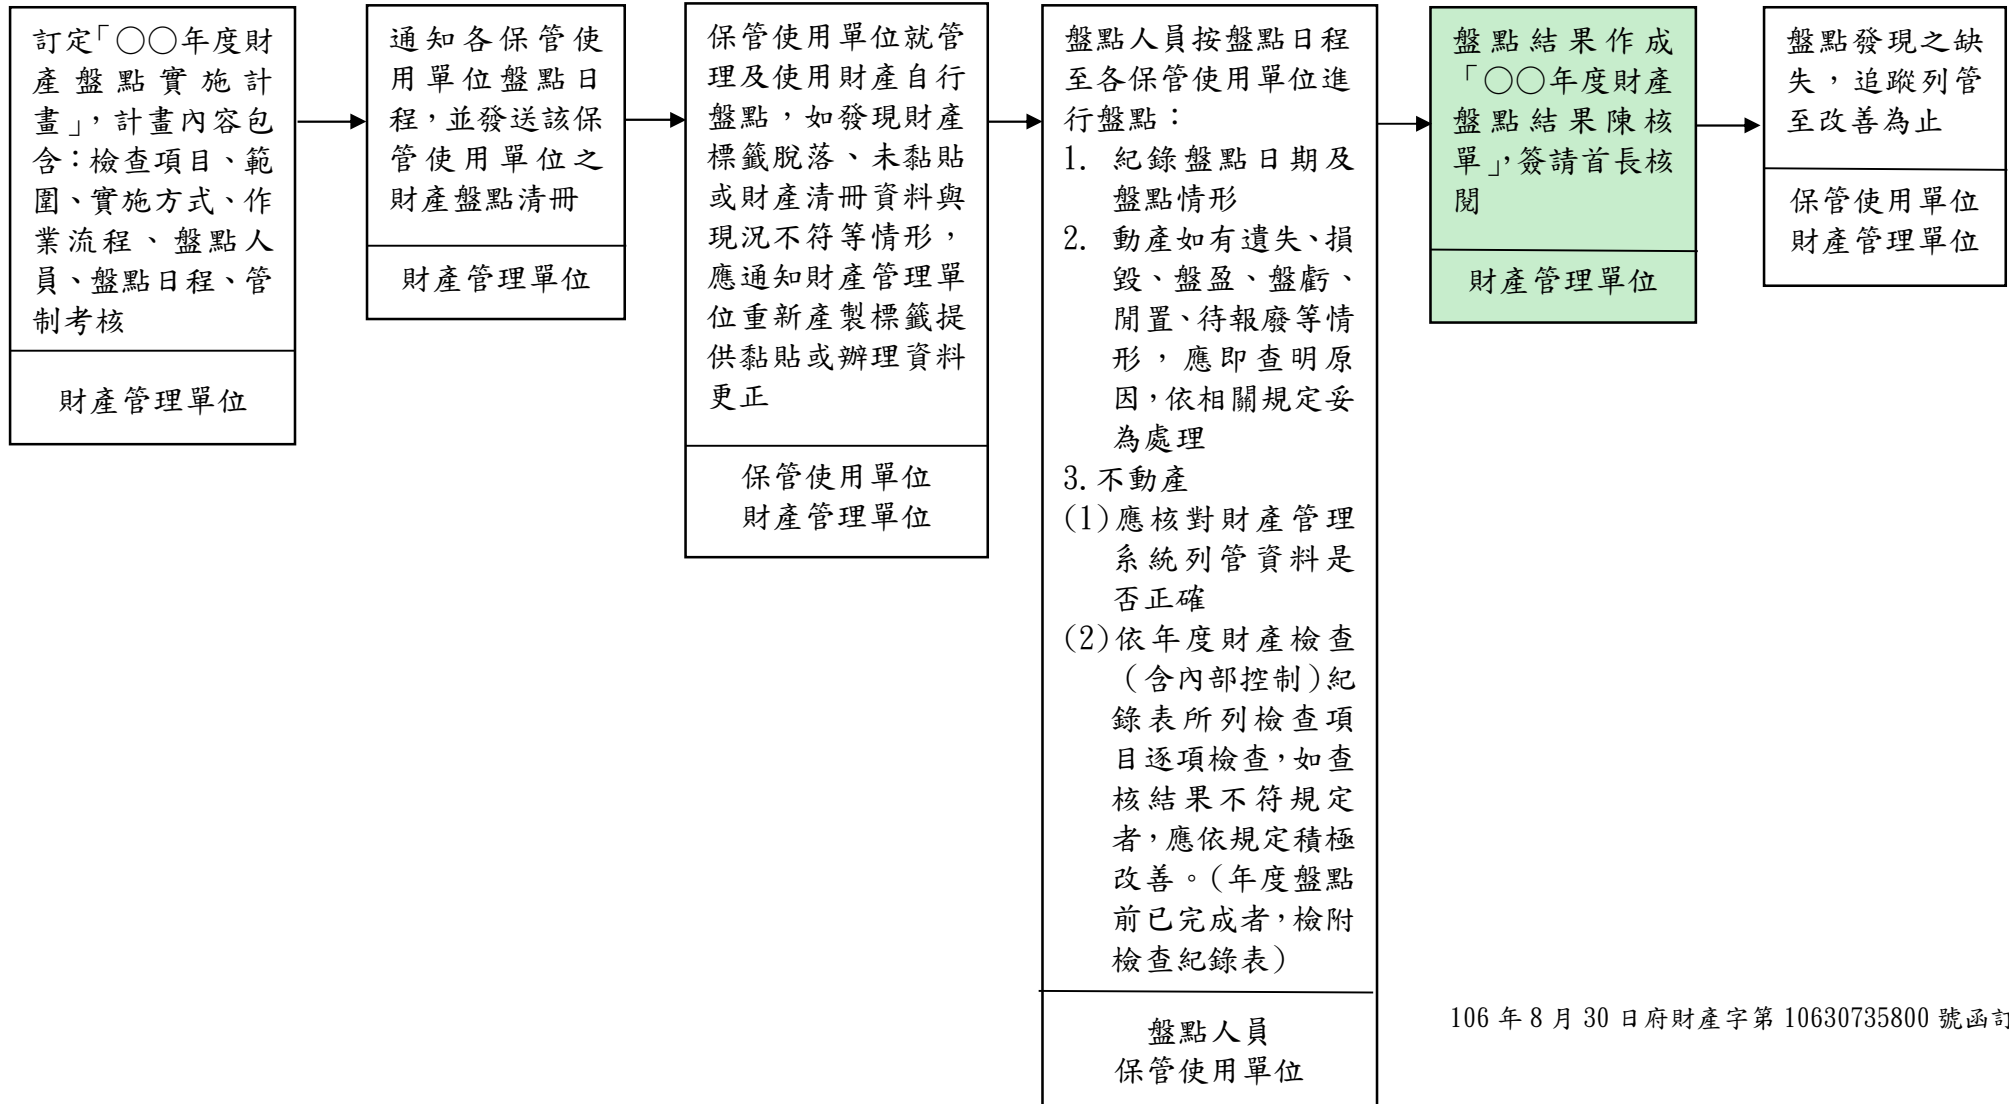 訂定「○○年度財
產盤點實施計
畫」，計畫內容包
含：檢查項目、範
圍、實施方式、作
業流程、盤點人
員、盤點日程、管
制考核
財產管理單位
通知各保管使
用單位盤點日
程，並發送該保
管使用單位之
財產盤點清冊
財產管理單位
保管使用單位就管
理及使用財產自行
盤點，如發現財產
標籤脫落、未黏貼
或財產清冊資料與
現況不符等情形，
應通知財產管理單
位重新產製標籤提
供黏貼或辦理資料
更正
保管使用單位
財產管理單位
盤點人員按盤點日程
至各保管使用單位進
行盤點：
1. 紀錄盤點日期及
盤點情形
2. 動產如有遺失、損
毀、盤盈、盤虧、
閒置、待報廢等情
形，應即查明原
因，依相關規定妥
為處理
3.不動產
(1)應核對財產管理
系統列管資料是
否正確
(2)依年度財產檢查
（含內部控制）紀
錄表所列檢查項
目逐項檢查，如查
核結果不符規定
者，應依規定積極
改善。（年度盤點
前已完成者，檢附
檢查紀錄表）
盤點人員
保管使用單位
盤點結果作成
「○○年度財產
盤點結果陳核
單」，簽請首長核
閱
財產管理單位
盤點發現之缺
失，追蹤列管
至改善為止
保管使用單位
財產管理單位
106 年 8 月 30 日府財產字第 10630735800 號函訂